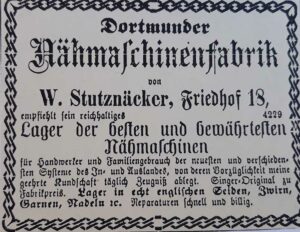 Dortmunder
Nähmaschinenfabrik
von
W. Stutznäcker, Friedhof 18,
empfiehlt sein reichhaltiges 4229
Lager der besten und bewährtesten
Nähmaschinen
für Handwerker und Familiengebrauch der neusten und verschieden-
sten Systeme des In- und Auslandes, von deren Vorzüglichkeit meine
geehrte Kundschaft täglich Zeugniß ablegt. Singer-Original zu
Fabrikpreis. Lager in echt englischen Seiden, Zwirn,
Garnen, Nadeln ꝛc. Reparaturen schnell und billig.